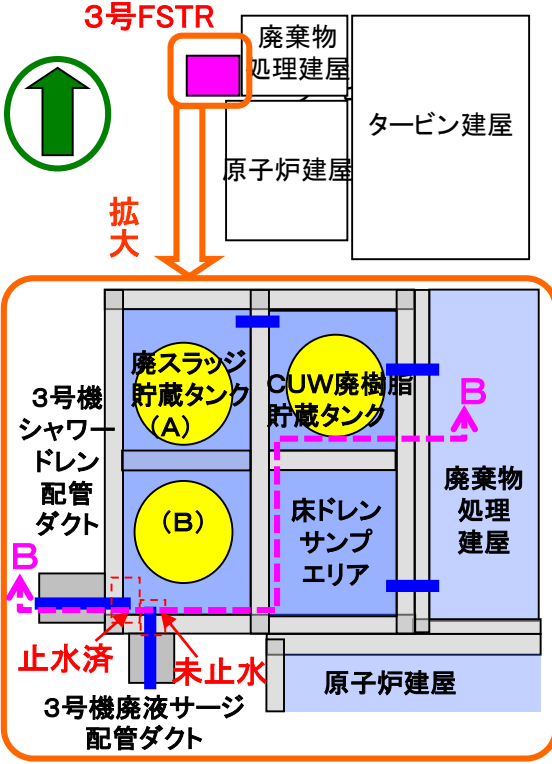 3号FSTR
廃棄物
処理建屋
タービン建屋
原子炉建屋
拡
大
廃スラッジ
貯蔵タンク
（A）
CUW廃樹脂
貯蔵タンク
B
3号機
シャワー
ドレン
配管
ダクト
（B）
床ドレン
サンプ
エリア
廃棄物
処理
建屋
B
止水済
未止水
原子炉建屋
3号機廃液サージ
配管ダクト